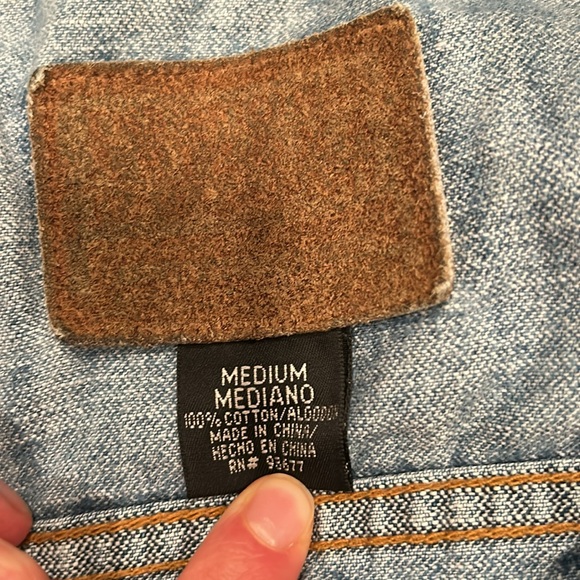 MEDIUM
MEDIANO
100% COTTON/ALGODON
MADE IN CHINA/
HECHO EN CHINA
RN# 93677